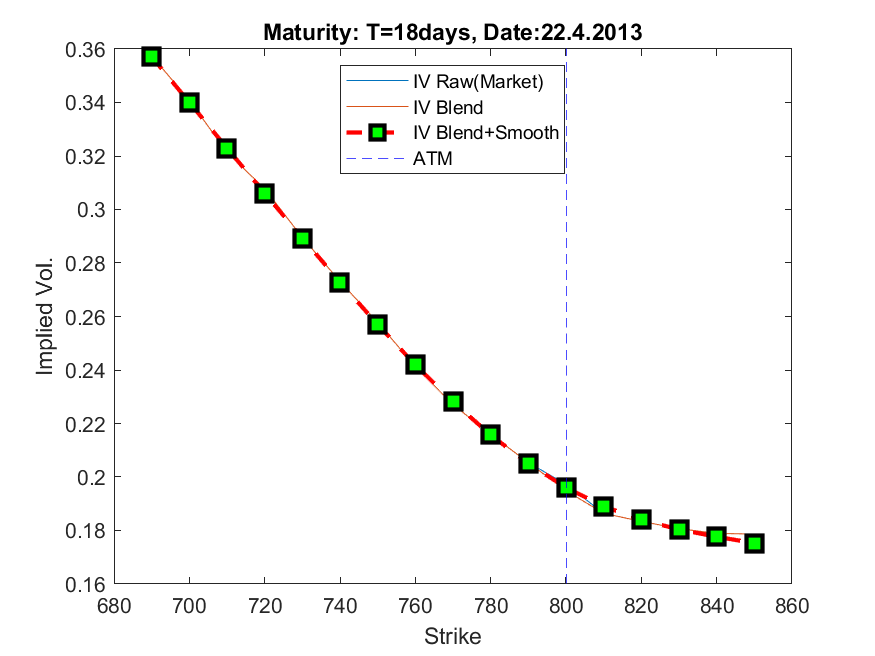 Maturity: T=18days, Date:22.4.2013
IV Raw(Market)
IV Blend
IV Blend+Smooth
ATM
Implied Vol.
0.36
0.34
0.32
0.3
0.28
0.26
0.24
0.22
0.2
0.18
0.16
680 700 720 740 760 780 800 820 840 860
Strike